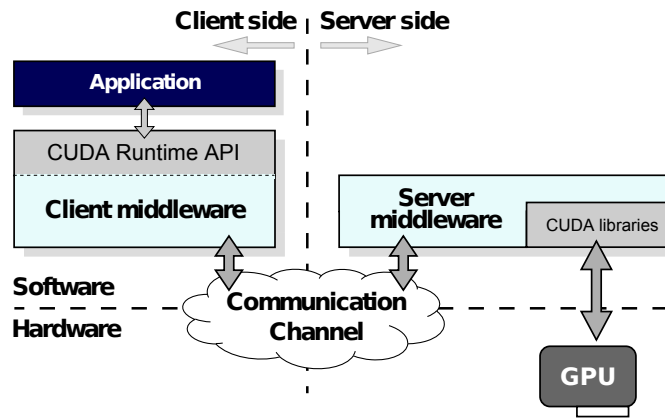 Client side
Server side
Application
CUDA Runtime API
Client middleware
Server
middleware
CUDA libraries
Software
Hardware
Communication
Channel
GPU